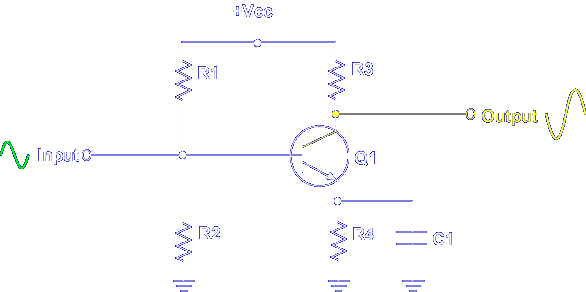 +Vcc
R1
R3
Output
Input
Q1
R2
R4
C1